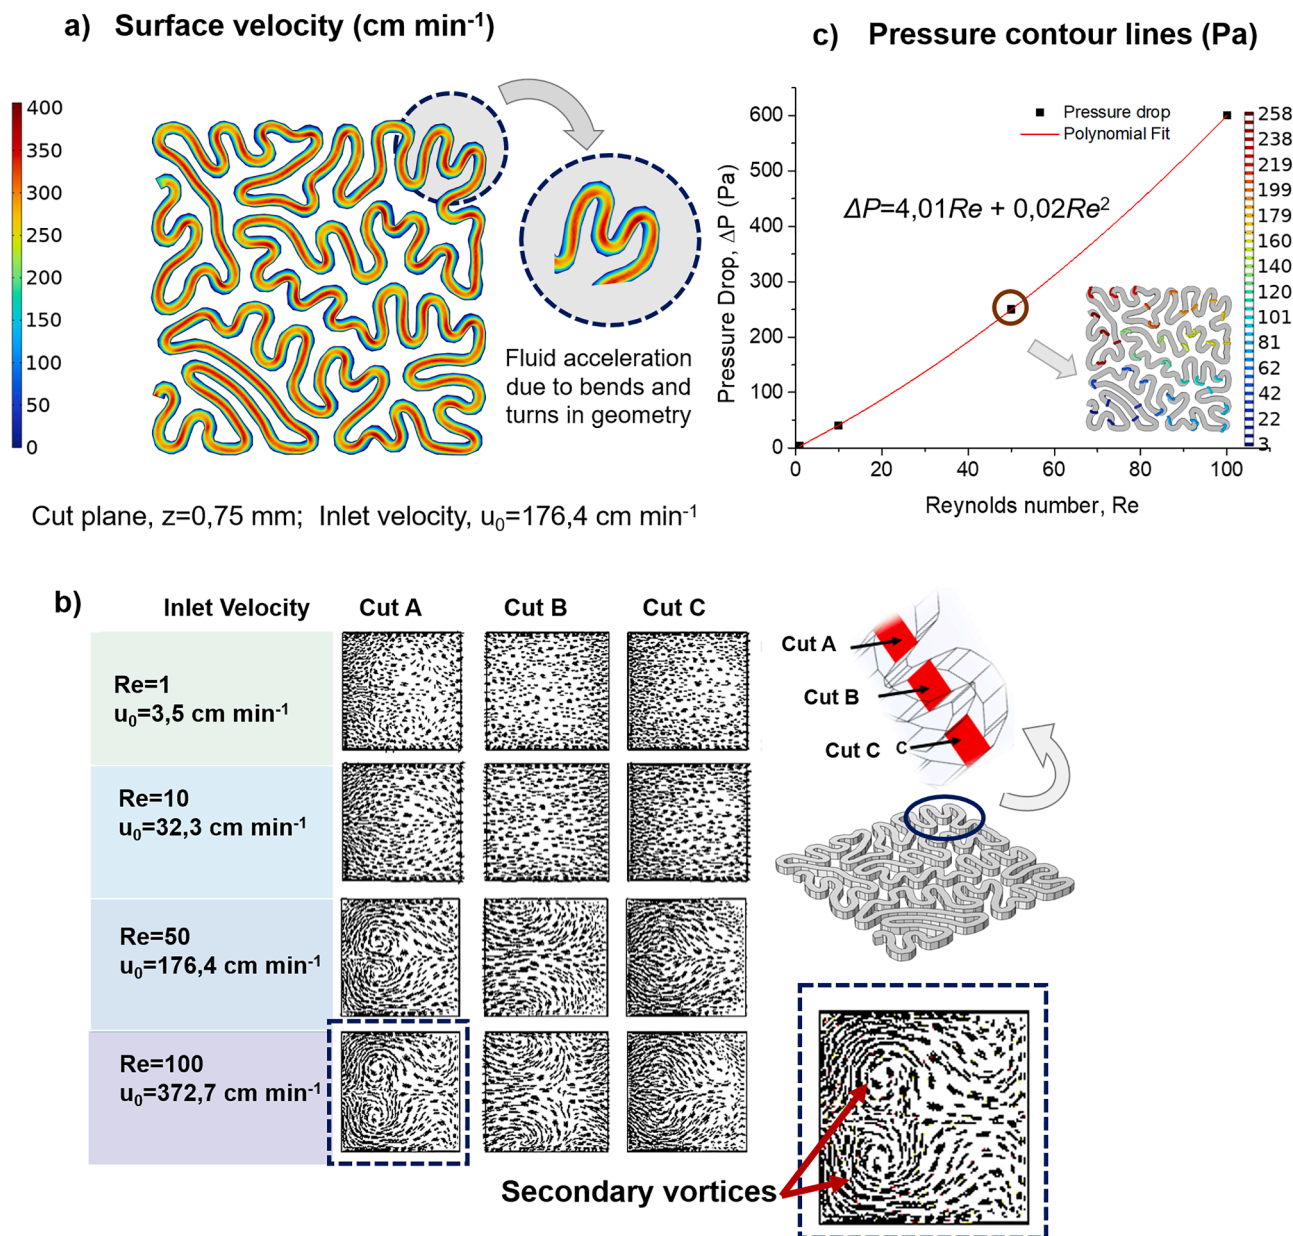 a) Surface velocity (cm min⁻¹)
400
350
300
250
200
150
100
50
0
Fluid acceleration
due to bends and
turns in geometry
Cut plane, z=0,75 mm; Inlet velocity, u₀=176,4 cm min⁻¹
c) Pressure contour lines (Pa)
Pressure Drop, ΔP (Pa)
600
500
400
300
200
100
0
Pressure drop
Polynomial Fit
ΔP=4,01Re + 0,02Re²
258
238
219
199
179
160
140
120
101
81
62
42
22
3
0 20 40 60 80 100
Reynolds number, Re
b) Inlet Velocity Cut A Cut B Cut C
Re=1
u₀=3,5 cm min⁻¹
Re=10
u₀=32,3 cm min⁻¹
Re=50
u₀=176,4 cm min⁻¹
Re=100
u₀=372,7 cm min⁻¹
Cut A
Cut B
Cut C C
Secondary vortices